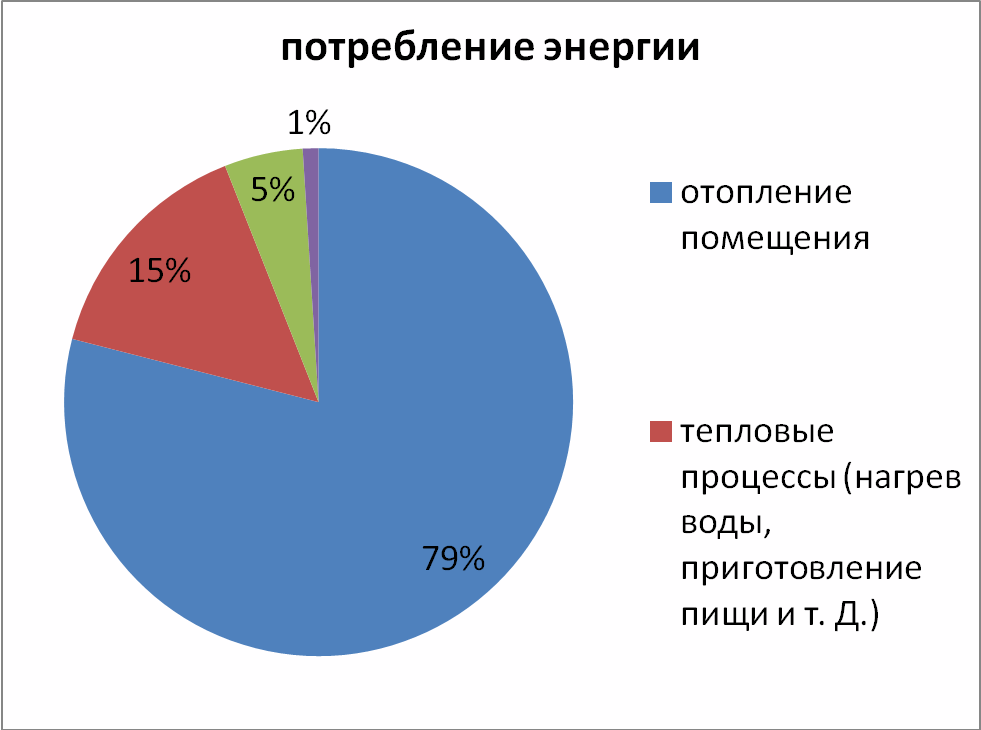 потребление энергии
1%
5%
15%
79%
отопление
помещения
тепловые
процессы (нагрев
воды,
приготовление
пищи и т. Д.)